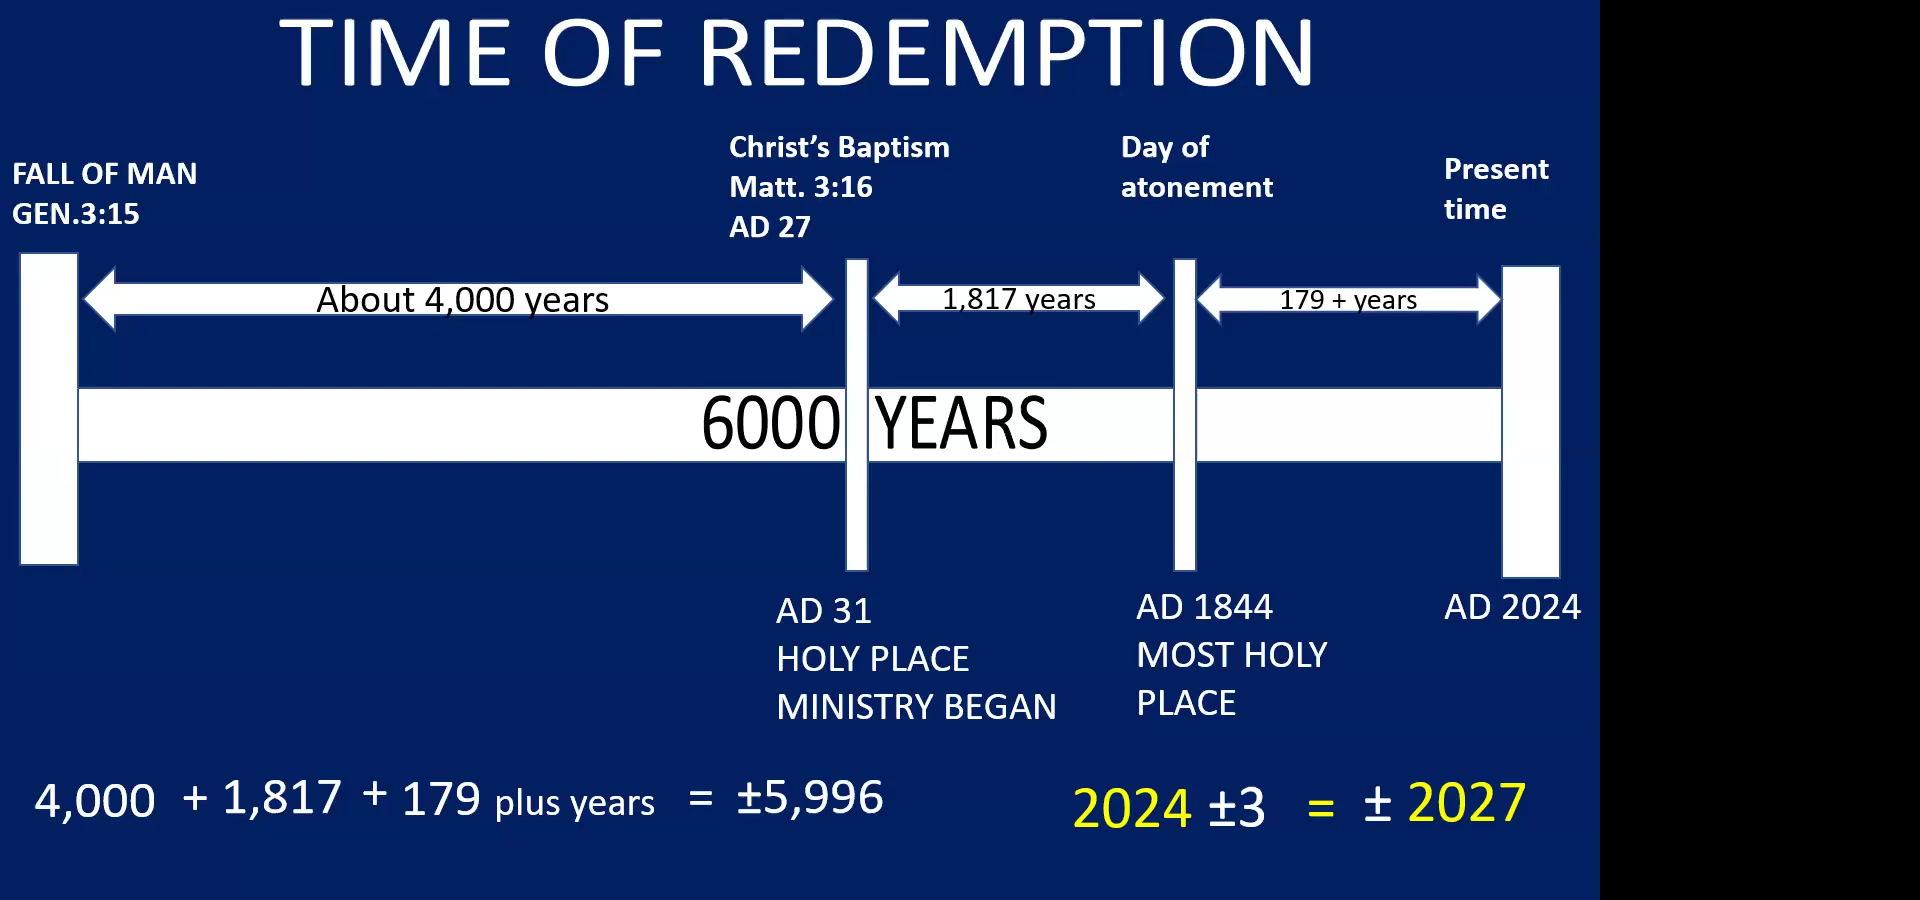 TIME OF REDEMPTION
FALL OF MAN
GEN.3:15
Christ’s Baptism
Matt. 3:16
AD 27
Day of
atonement
Present
time
About 4,000 years
1,817 years
179 + years
6000 YEARS
AD 31
HOLY PLACE
MINISTRY BEGAN
AD 1844
MOST HOLY
PLACE
AD 2024
4,000 + 1,817 + 179 plus years = ±5,996
2024 ±3 = ± 2027